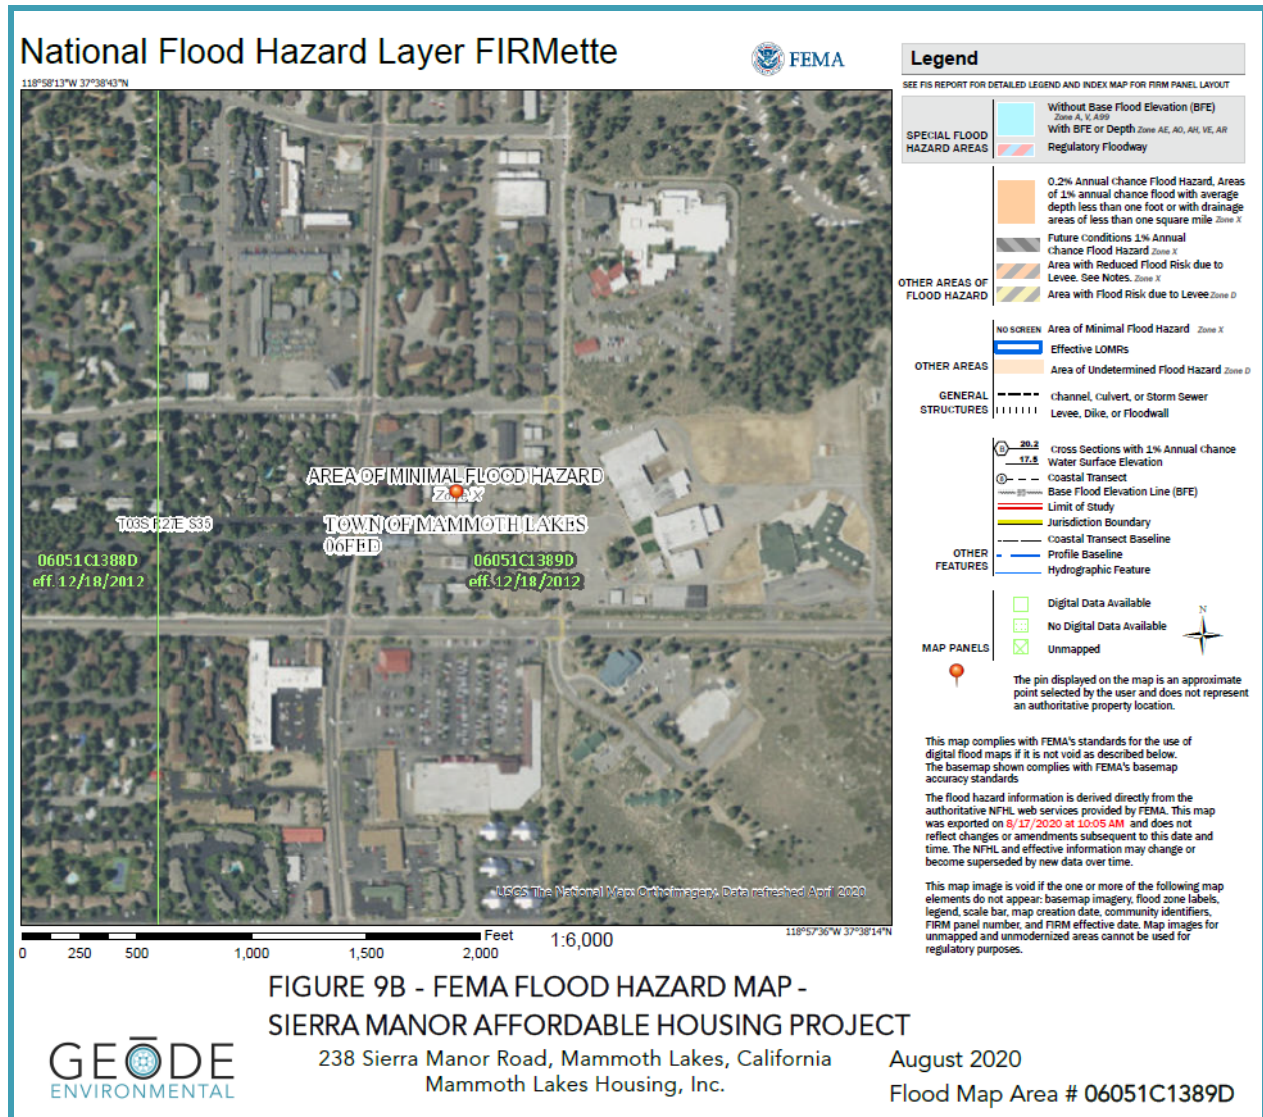 National Flood Hazard Layer FIRMette
FEMA
118°58'13"W 37°38'43"N
AREA OF MINIMAL FLOOD HAZARD
Zone X
T03S R27E S35
TOWN OF MAMMOTH LAKES
06FED
06051C1388D
eff. 12/18/2012
06051C1389D
eff. 12/18/2012
USGS The National Map: Orthoimagery. Data refreshed April 2020
118°57'36"W 37°38'14"N
Feet
1:6,000
0 250 500 1,000 1,500 2,000
Legend
SEE FIS REPORT FOR DETAILED LEGEND AND INDEX MAP FOR FIRM PANEL LAYOUT
SPECIAL FLOOD
HAZARD AREAS
Without Base Flood Elevation (BFE)
Zone A, V, A99
With BFE or Depth Zone AE, AO, AH, VE, AR
Regulatory Floodway
0.2% Annual Chance Flood Hazard, Areas
of 1% annual chance flood with average
depth less than one foot or with drainage
areas of less than one square mile Zone X
Future Conditions 1% Annual
Chance Flood Hazard Zone X
Area with Reduced Flood Risk due to
Levee. See Notes. Zone X
Area with Flood Risk due to Levee Zone D
OTHER AREAS OF
FLOOD HAZARD
NO SCREEN Area of Minimal Flood Hazard Zone X
Effective LOMRs
OTHER AREAS
Area of Undetermined Flood Hazard Zone D
GENERAL
STRUCTURES
Channel, Culvert, or Storm Sewer
Levee, Dike, or Floodwall
B 20.2 Cross Sections with 1% Annual Chance
17.5 Water Surface Elevation
8 Coastal Transect
Base Flood Elevation Line (BFE)
Limit of Study
Jurisdiction Boundary
Coastal Transect Baseline
OTHER
FEATURES
Profile Baseline
Hydrographic Feature
Digital Data Available
No Digital Data Available
Unmapped
MAP PANELS
N
The pin displayed on the map is an approximate
point selected by the user and does not represent
an authoritative property location.
This map complies with FEMA's standards for the use of
digital flood maps if it is not void as described below.
The basemap shown complies with FEMA's basemap
accuracy standards
The flood hazard information is derived directly from the
authoritative NFHL web services provided by FEMA. This map
was exported on 8/17/2020 at 10:05 AM and does not
reflect changes or amendments subsequent to this date and
time. The NFHL and effective information may change or
become superseded by new data over time.
This map image is void if the one or more of the following map
elements do not appear: basemap imagery, flood zone labels,
legend, scale bar, map creation date, community identifiers,
FIRM panel number, and FIRM effective date. Map images for
unmapped and unmodernized areas cannot be used for
regulatory purposes.
FIGURE 9B - FEMA FLOOD HAZARD MAP -
SIERRA MANOR AFFORDABLE HOUSING PROJECT
238 Sierra Manor Road, Mammoth Lakes, California
Mammoth Lakes Housing, Inc.
GEŌDE
ENVIRONMENTAL
August 2020
Flood Map Area # 06051C1389D